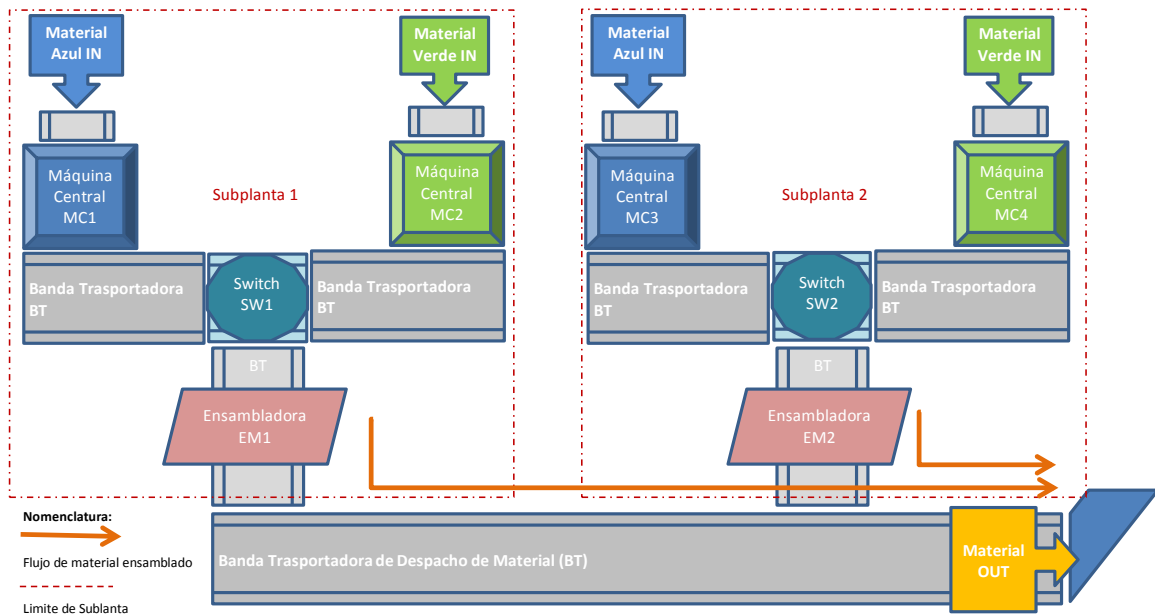 Material
Azul IN
Material
Verde IN
Material
Azul IN
Material
Verde IN
Máquina
Central
MC1
Subplanta 1
Máquina
Central
MC2
Máquina
Central
MC3
Subplanta 2
Máquina
Central
MC4
Banda Trasportadora
BT
Switch
SW1
Banda Trasportadora
BT
Banda Trasportadora
BT
Switch
SW2
Banda Trasportadora
BT
BT
BT
Ensambladora
EM1
Ensambladora
EM2
Nomenclatura:
Flujo de material ensamblado
Limite de Sublanta
Banda Trasportadora de Despacho de Material (BT)
Material
OUT